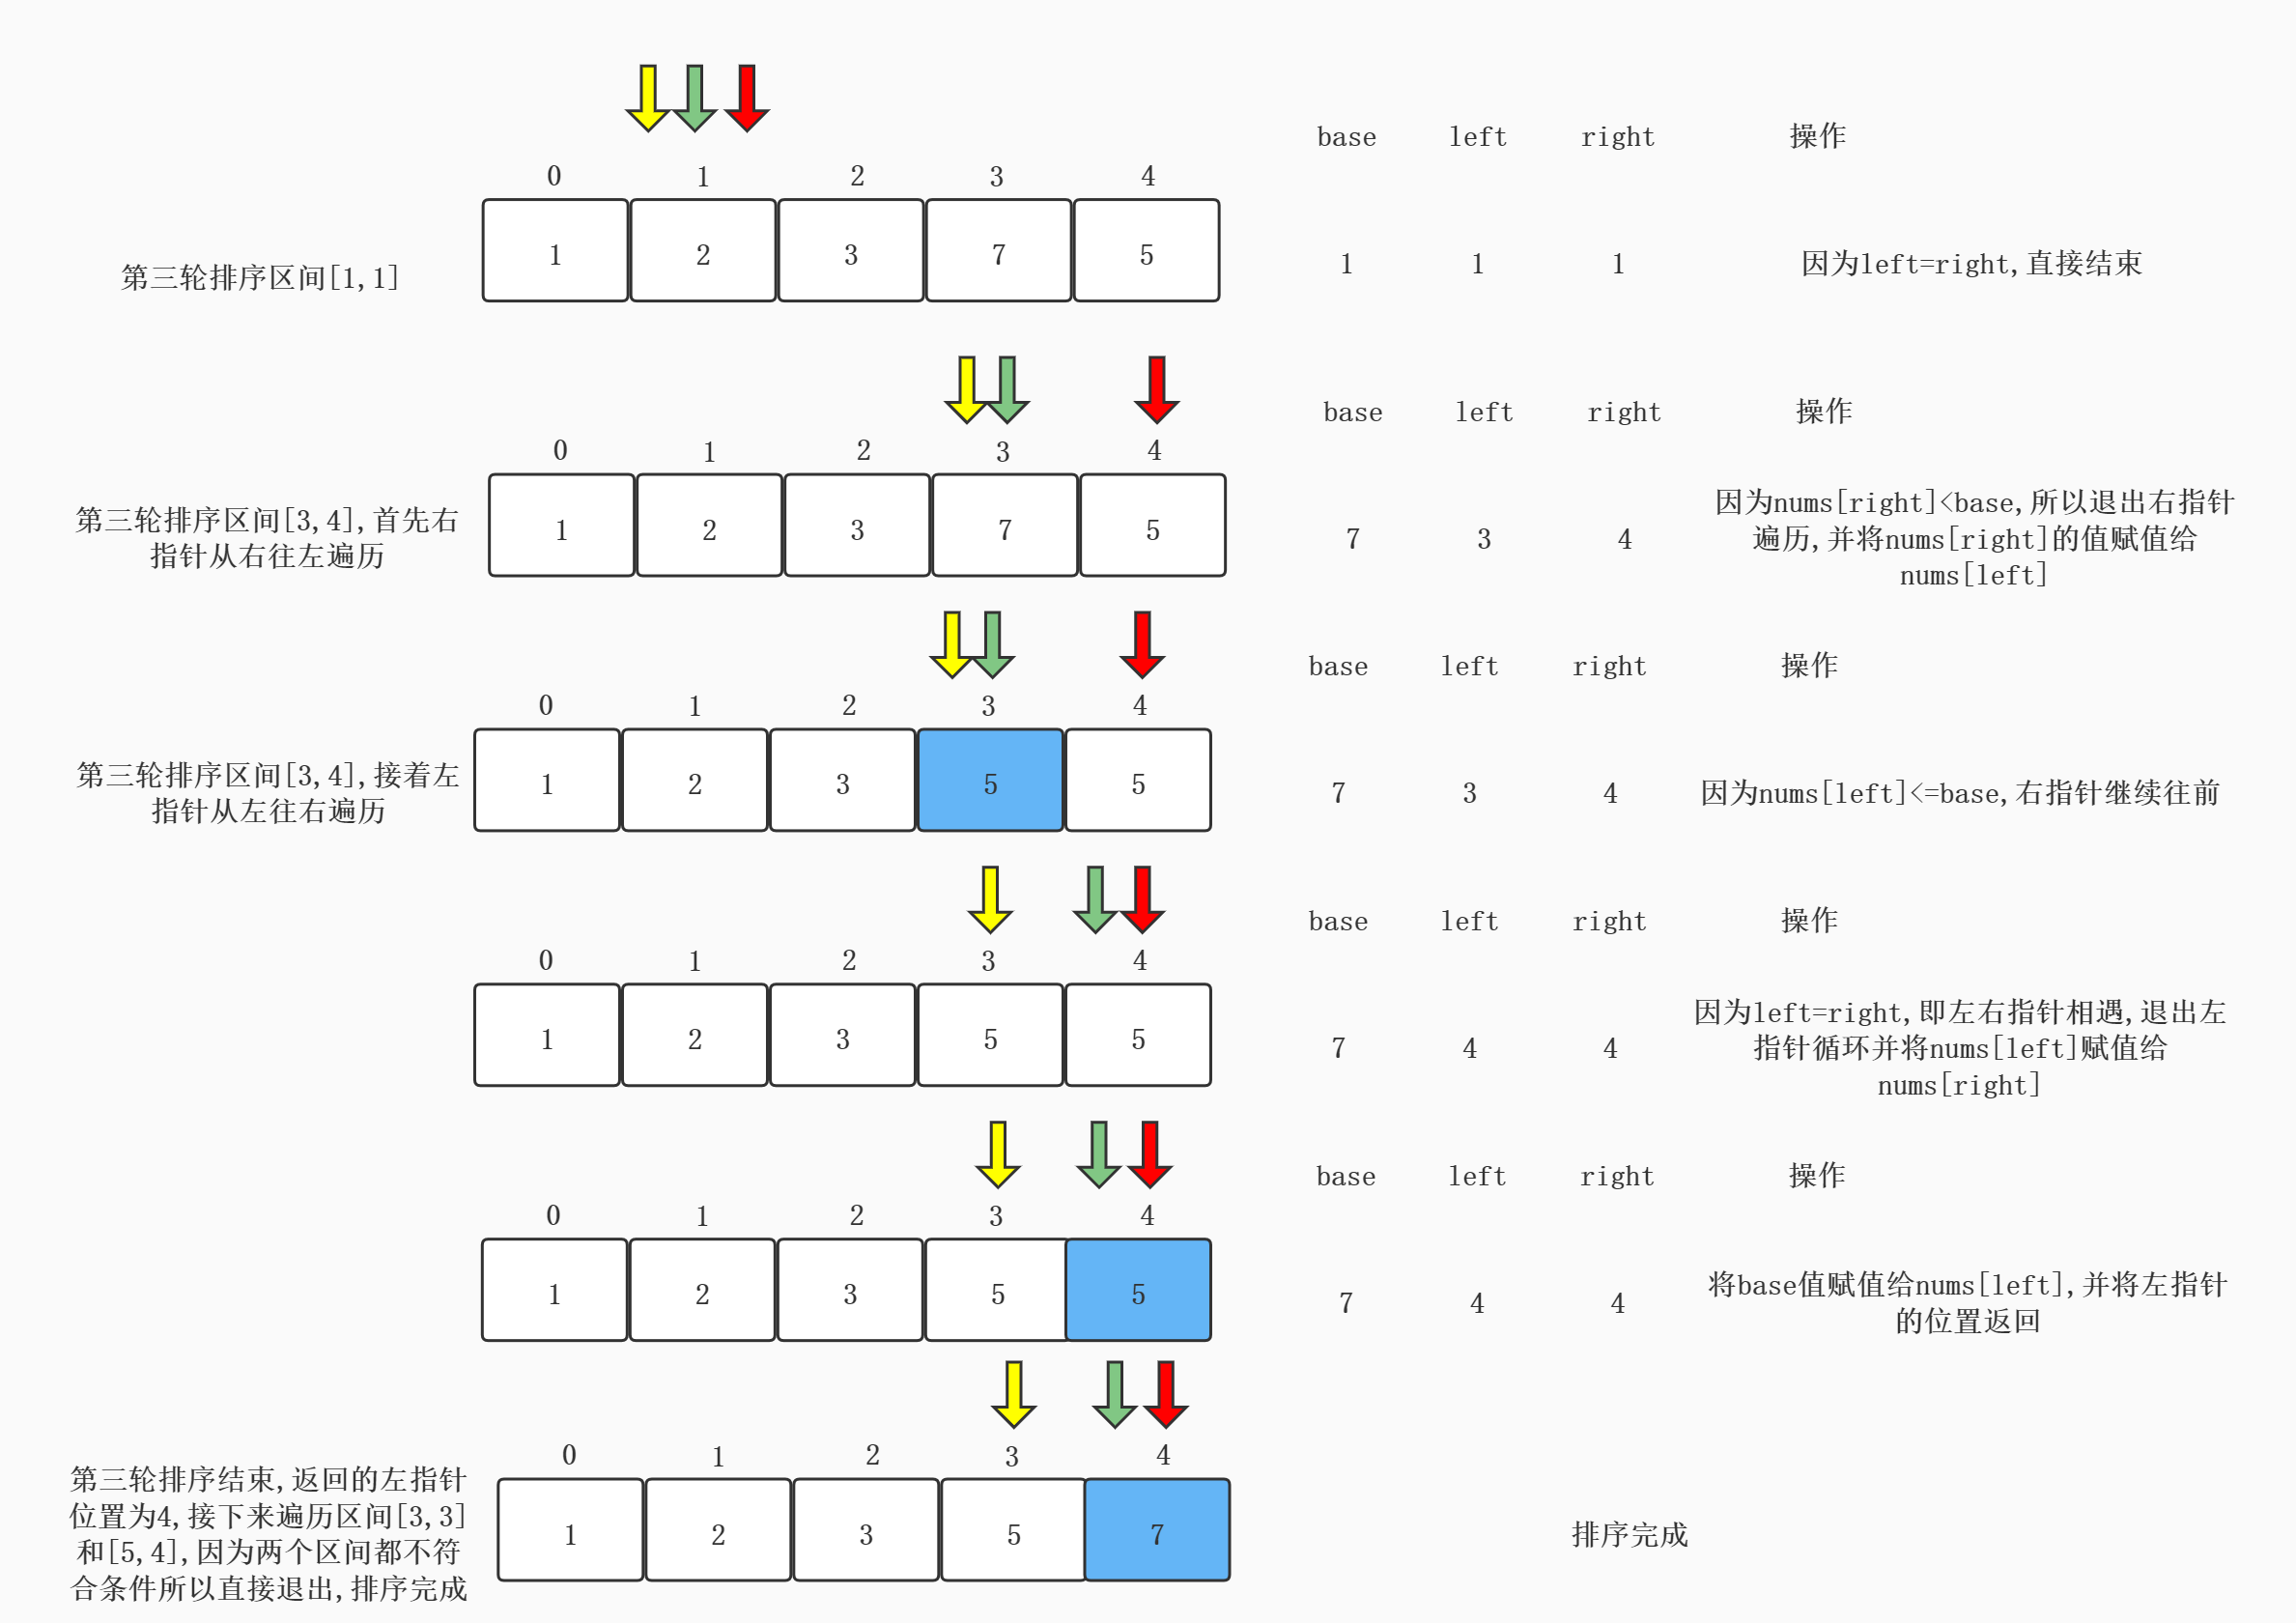 base left right 操作
0 1 2 3 4
1 2 3 7 5
第三轮排序区间[1,1]
1 1 1 因为left=right,直接结束
base left right 操作
0 1 2 3 4
1 2 3 7 5
第三轮排序区间[3,4],首先右
指针从右往左遍历
7 3 4
因为nums[right]<base,所以退出右指针
遍历,并将nums[right]的值赋值给
nums[left]
base left right 操作
0 1 2 3 4
1 2 3 5 5
第三轮排序区间[3,4],接着左
指针从左往右遍历
7 3 4 因为nums[left]<=base,右指针继续往前
base left right 操作
0 1 2 3 4
1 2 3 5 5
7 4 4
因为left=right,即左右指针相遇,退出左
指针循环并将nums[left]赋值给
nums[right]
base left right 操作
0 1 2 3 4
1 2 3 5 5
7 4 4
将base值赋值给nums[left],并将左指针
的位置返回
0 1 2 3 4
1 2 3 5 7
第三轮排序结束,返回的左指针
位置为4,接下来遍历区间[3,3]
和[5,4],因为两个区间都不符
合条件所以直接退出,排序完成
排序完成